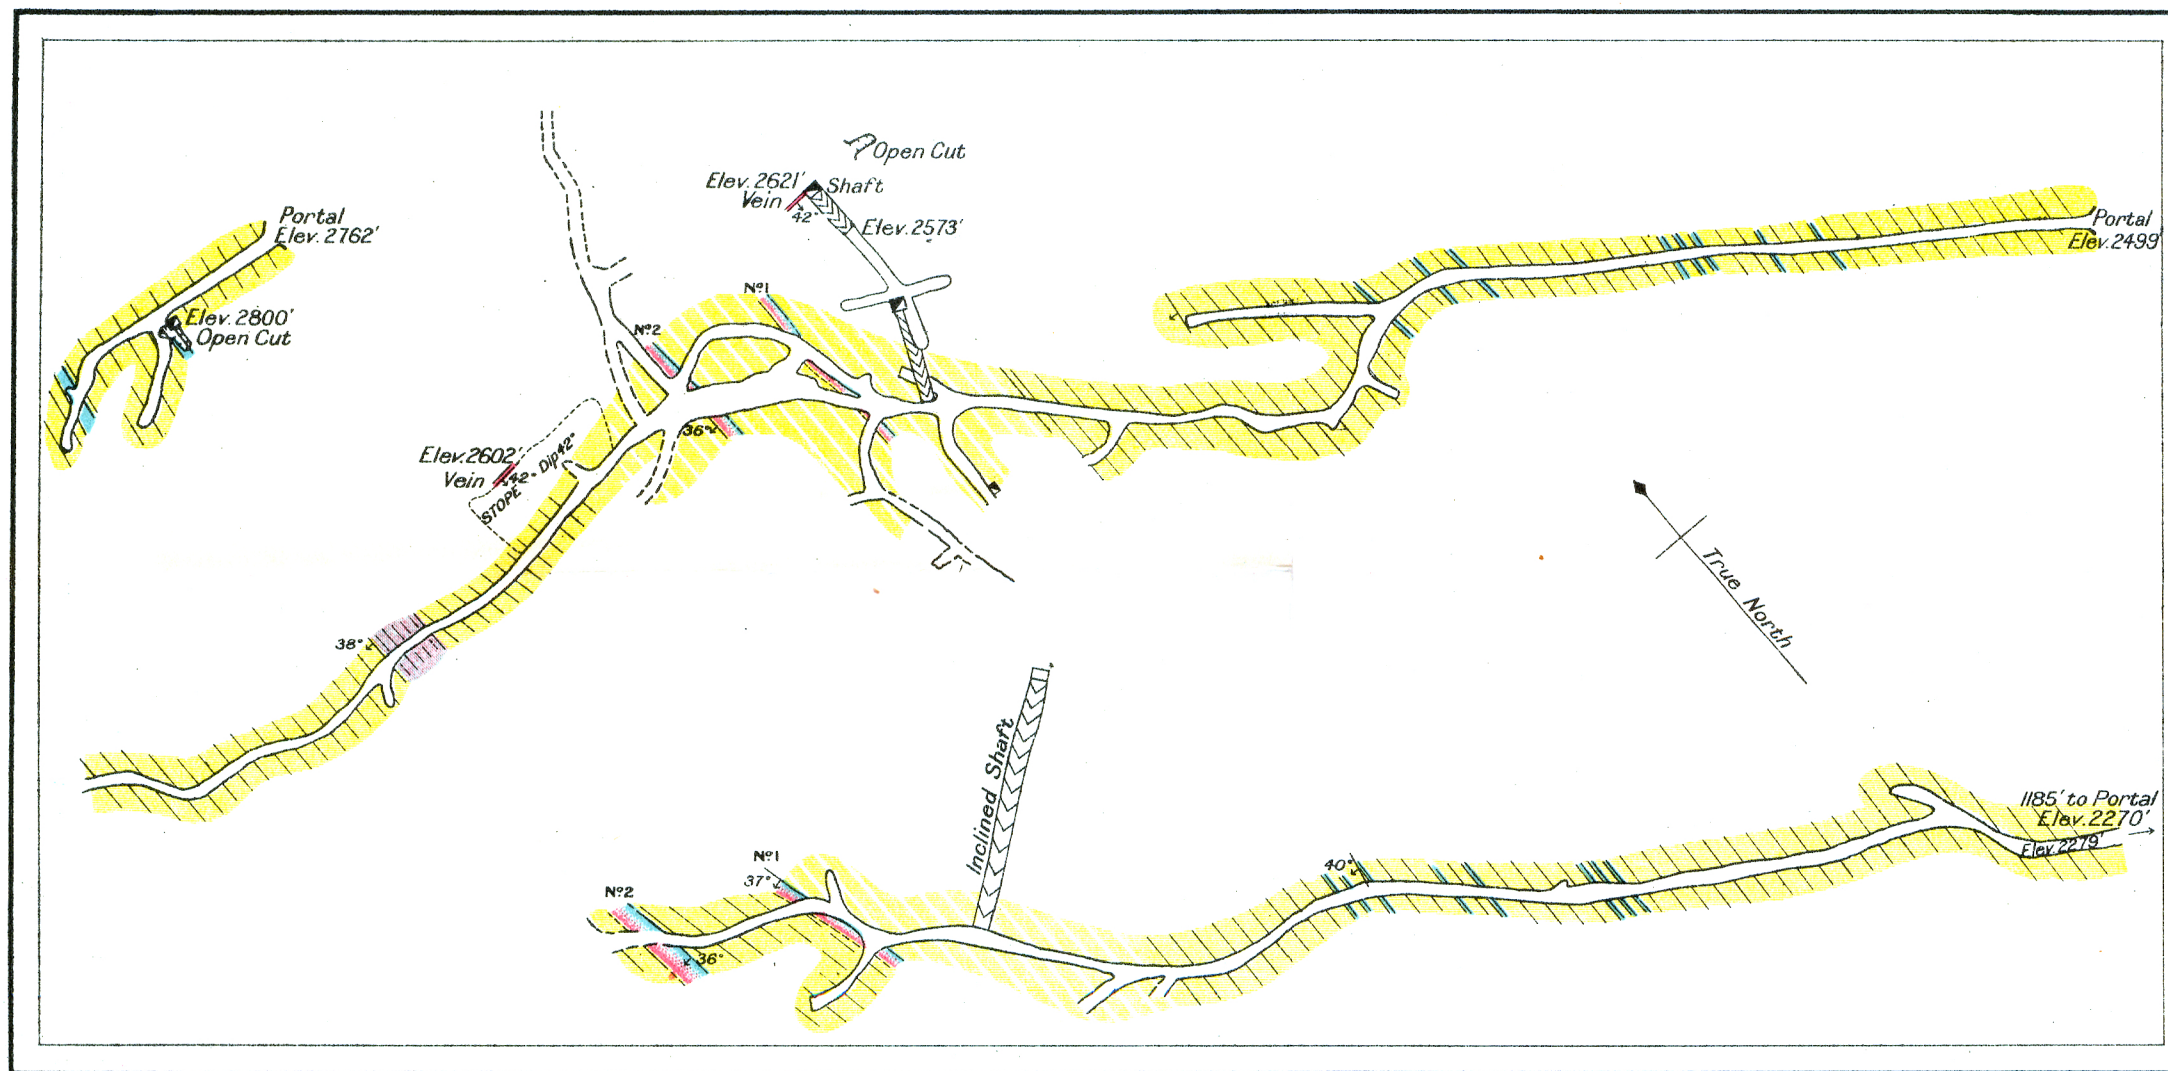 Open Cut
Elev. 2621'
Vein
42°
Shaft
Elev. 2573'
Portal
Elev. 2762'
Portal
Elev. 2499'
Elev. 2800'
Open Cut
Nº1
Nº2
36°
Elev. 2602'
Vein
42°
Dip 42°
STOPE
True North
38°
Inclined Shaft
1185' to Portal
Elev. 2270'
Elev. 2279'
Nº1
37°
40°
Nº2
36°